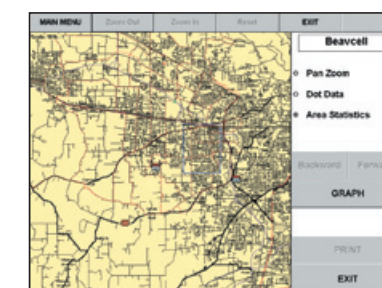 MAIN MENU Zoom Out Zoom In Reset EXIT
Beavcell
Pan Zoom
Dot Data
Area Statistics
Backward Forwa
GRAPH
PRINT
EXIT